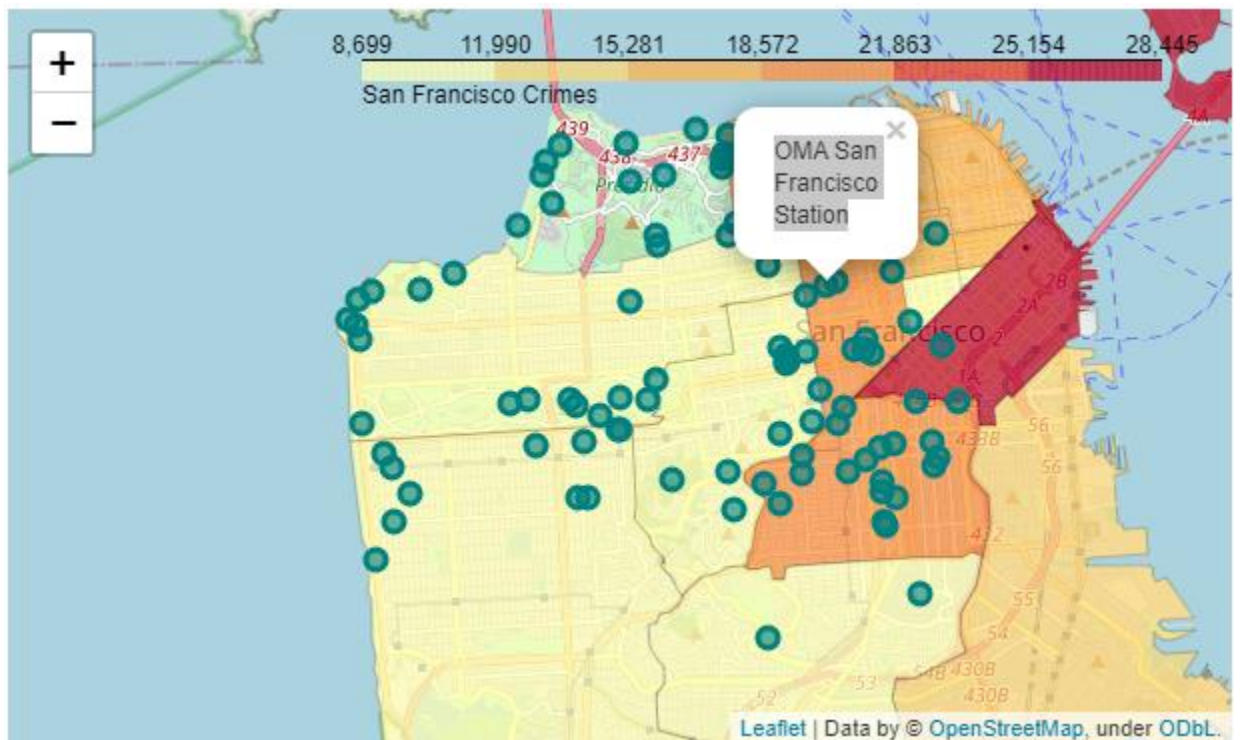 +
8,699 11,990 15,281 18,572 21,863 25,154 28,445
San Francisco Crimes
−
×
OMA San
Francisco
Station
439
438 437
4A
2B
2A
San Francisco
2
1A
56
433B
56
432
55
54
53 54B 430B
52 430B
Leaflet | Data by © OpenStreetMap, under ODbL.